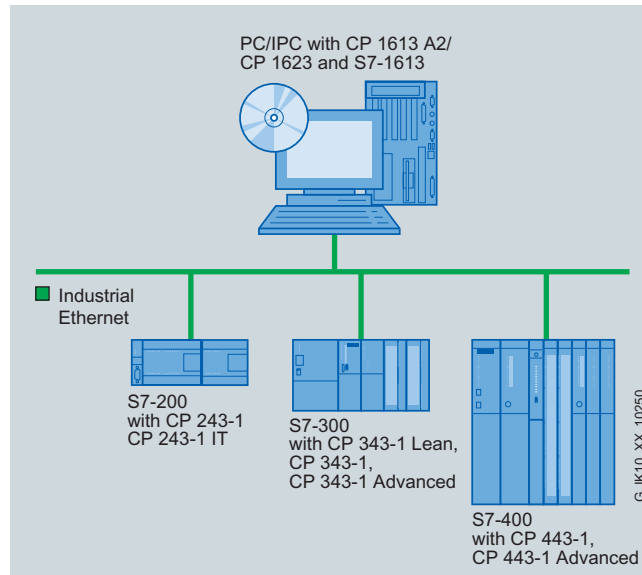 PC/IPC with CP 1613 A2/
CP 1623 and S7-1613
Industrial
Ethernet
S7-200
with CP 243-1
CP 243-1 IT
S7-300
with CP 343-1 Lean,
CP 343-1,
CP 343-1 Advanced
S7-400
with CP 443-1,
CP 443-1 Advanced
G_IK10_XX_10250